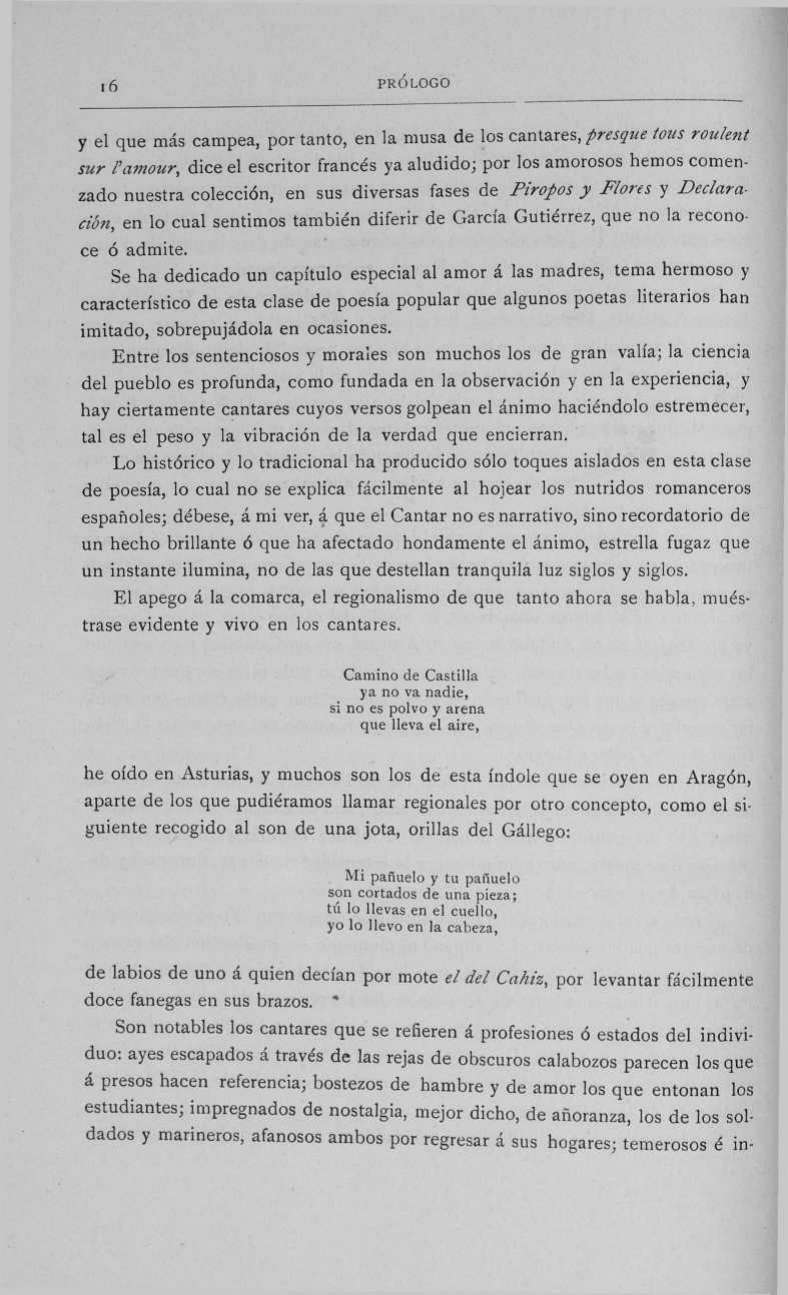 16 PRÓLOGO
y el que más campea, por tanto, en la musa de los cantares, presque tous roulent
sur l'amour, dice el escritor francés ya aludido; por los amorosos hemos comen-
zado nuestra colección, en sus diversas fases de Piropos y Flores y Declara-
ción, en lo cual sentimos también diferir de García Gutiérrez, que no la recono-
ce ó admite.
Se ha dedicado un capítulo especial al amor á las madres, tema hermoso y
característico de esta clase de poesía popular que algunos poetas literarios han
imitado, sobrepujádola en ocasiones.
Entre los sentenciosos y morales son muchos los de gran valía; la ciencia
del pueblo es profunda, como fundada en la observación y en la experiencia, y
hay ciertamente cantares cuyos versos golpean el ánimo haciéndolo estremecer,
tal es el peso y la vibración de la verdad que encierran.
Lo histórico y lo tradicional ha producido sólo toques aislados en esta clase
de poesía, lo cual no se explica fácilmente al hojear los nutridos romanceros
españoles; débese, á mi ver, á que el Cantar no es narrativo, sino recordatorio de
un hecho brillante ó que ha afectado hondamente el ánimo, estrella fugaz que
un instante ilumina, no de las que destellan tranquila luz siglos y siglos.
El apego á la comarca, el regionalismo de que tanto ahora se habla, mués-
trase evidente y vivo en los cantares.
Camino de Castilla
ya no va nadie,
si no es polvo y arena
que lleva el aire,
he oído en Asturias, y muchos son los de esta índole que se oyen en Aragón,
aparte de los que pudiéramos llamar regionales por otro concepto, como el si-
guiente recogido al son de una jota, orillas del Gállego:
Mi pañuelo y tu pañuelo
son cortados de una pieza;
tú lo llevas en el cuello,
yo lo llevo en la cabeza,
de labios de uno á quien decían por mote el del Cahiz, por levantar fácilmente
doce fanegas en sus brazos.
Son notables los cantares que se refieren á profesiones ó estados del indivi-
duo: ayes escapados á través de las rejas de obscuros calabozos parecen los que
á presos hacen referencia; bostezos de hambre y de amor los que entonan los
estudiantes; impregnados de nostalgia, mejor dicho, de añoranza, los de los sol-
dados y marineros, afanosos ambos por regresar á sus hogares; temerosos é in-